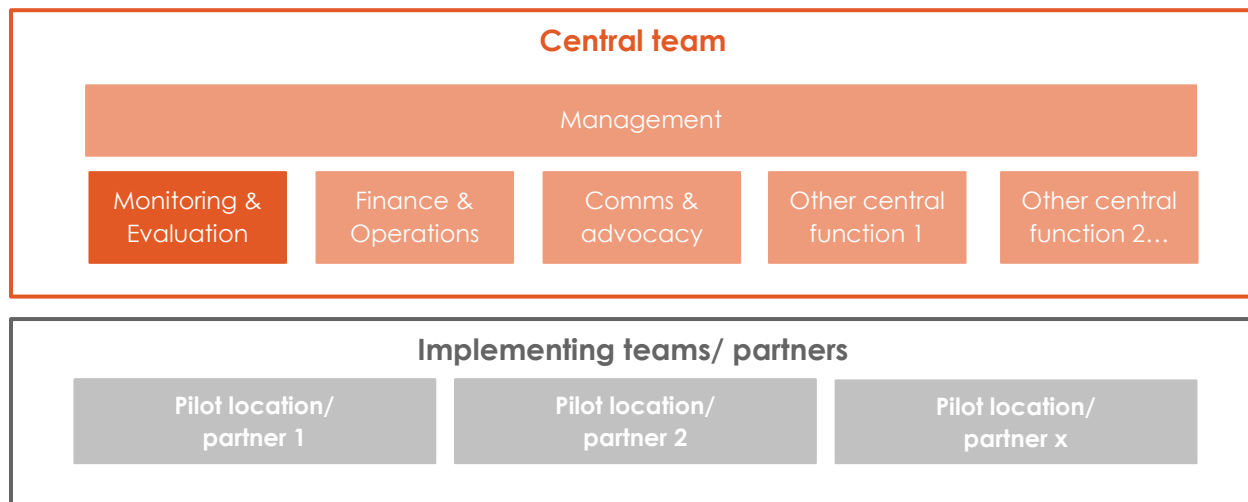 Central team
Management
Monitoring &
Evaluation
Finance &
Operations
Comms &
advocacy
Other central
function 1
Other central
function 2…
Implementing teams/ partners
Pilot location/
partner 1
Pilot location/
partner 2
Pilot location/
partner x